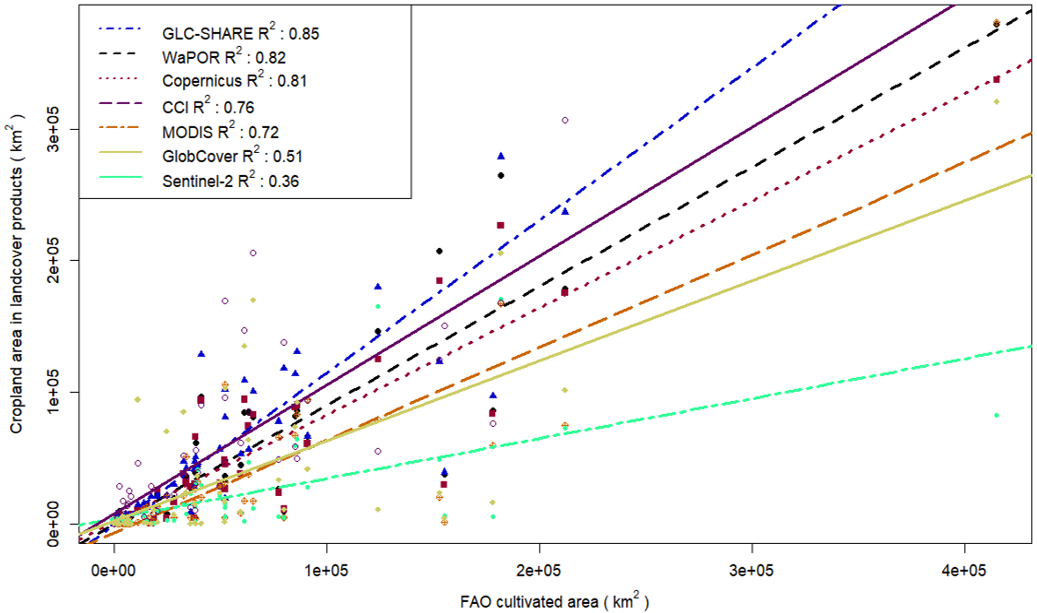 GLC-SHARE R² : 0.85
WaPOR R² : 0.82
Copernicus R² : 0.81
CCI R² : 0.76
MODIS R² : 0.72
GlobCover R² : 0.51
Sentinel-2 R² : 0.36
Cropland area in landcover products ( km² )
3e+05
2e+05
1e+05
0e+00
0e+00 1e+05 2e+05 3e+05 4e+05
FAO cultivated area ( km² )